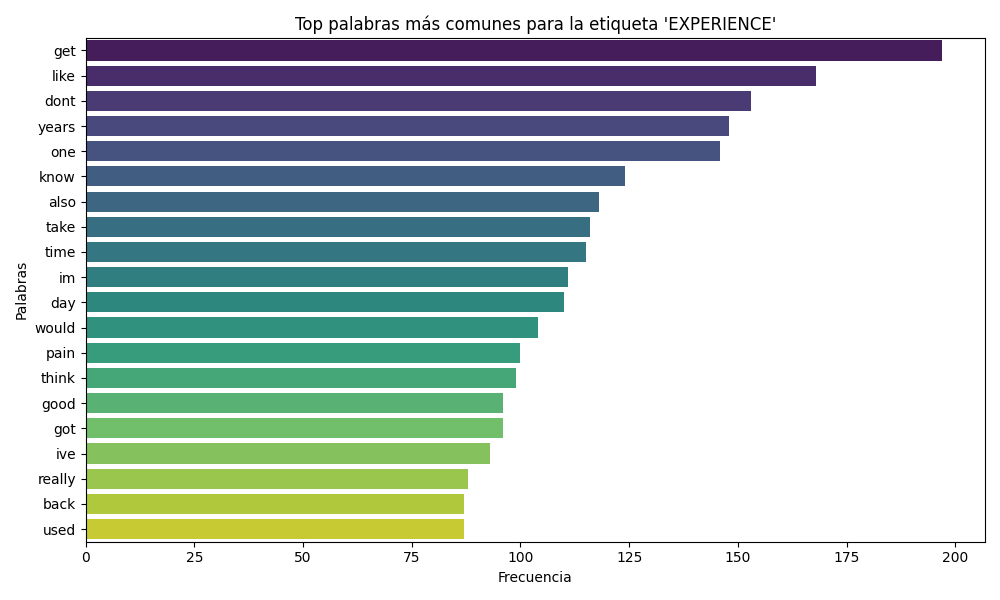 Top palabras más comunes para la etiqueta 'EXPERIENCE'
Palabras
get
like
dont
years
one
know
also
take
time
im
day
would
pain
think
good
got
ive
really
back
used
0 25 50 75 100 125 150 175 200
Frecuencia